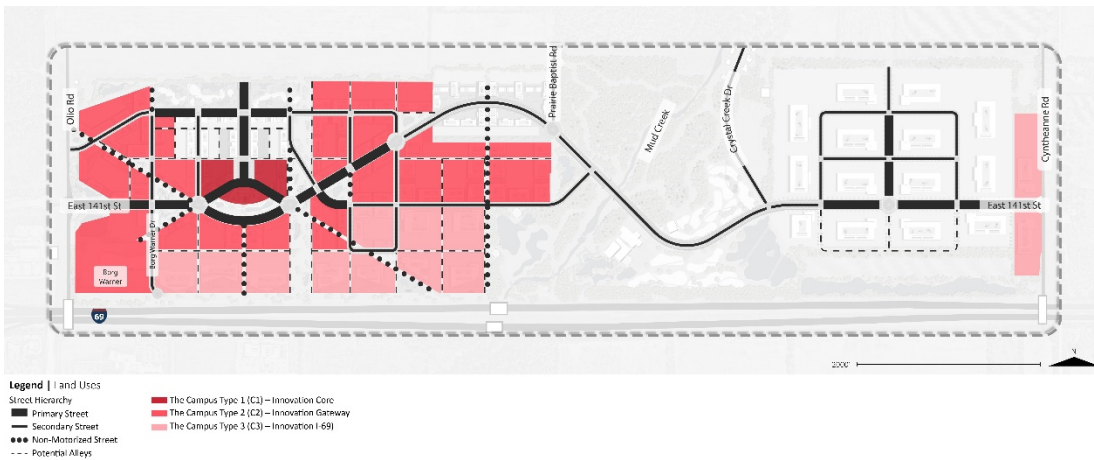 Olio Rd
Prairie Baptist Rd
Mud Creek
Crystal Creek Dr
Cyntheanne Rd
East 141st St
East 141st St
Borg Warner Dr
Borg
Warner
69
2000'
N
Legend | Land Uses
Street Hierarchy
Primary Street
Secondary Street
Non-Motorized Street
Potential Alleys
The Campus Type 1 (C1) – Innovation Core
The Campus Type 2 (C2) – Innovation Gateway
The Campus Type 3 (C3) – Innovation I-69)